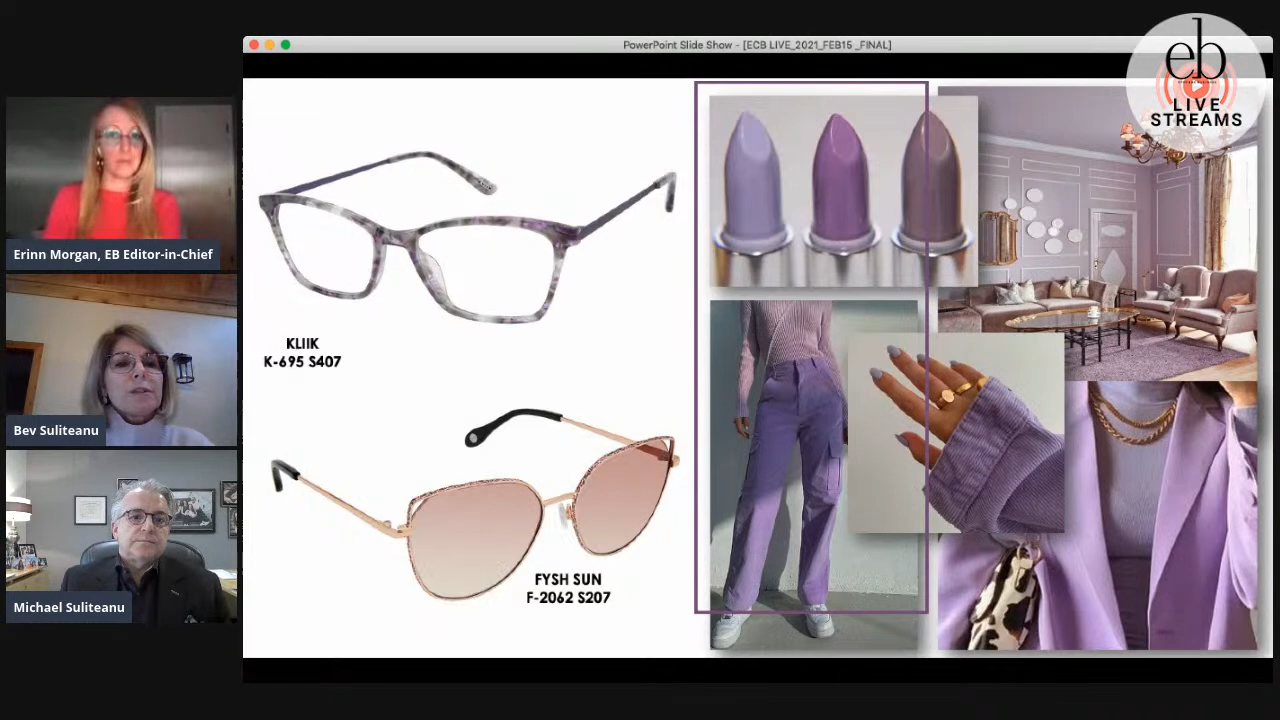 PowerPoint Slide Show - [ECB LIVE_2021_FEB15 _FINAL]
eb
LIVE
STREAMS
Erinn Morgan, EB Editor-in-Chief
KLIIK
K-695 S407
Bev Suliteanu
FYSH SUN
F-2062 S207
Michael Suliteanu